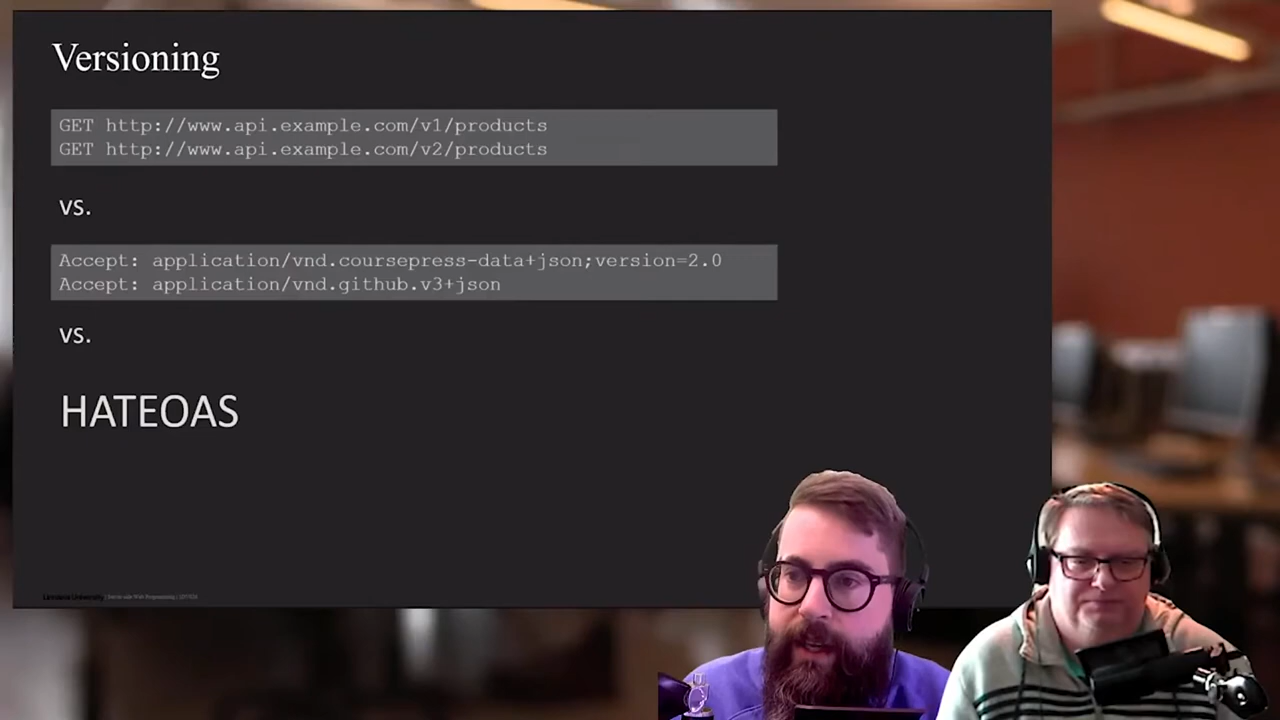 Versioning
GET http://www.api.example.com/v1/products
GET http://www.api.example.com/v2/products
vs.
Accept: application/vnd.coursepress-data+json;version=2.0
Accept: application/vnd.github.v3+json
vs.
HATEOAS